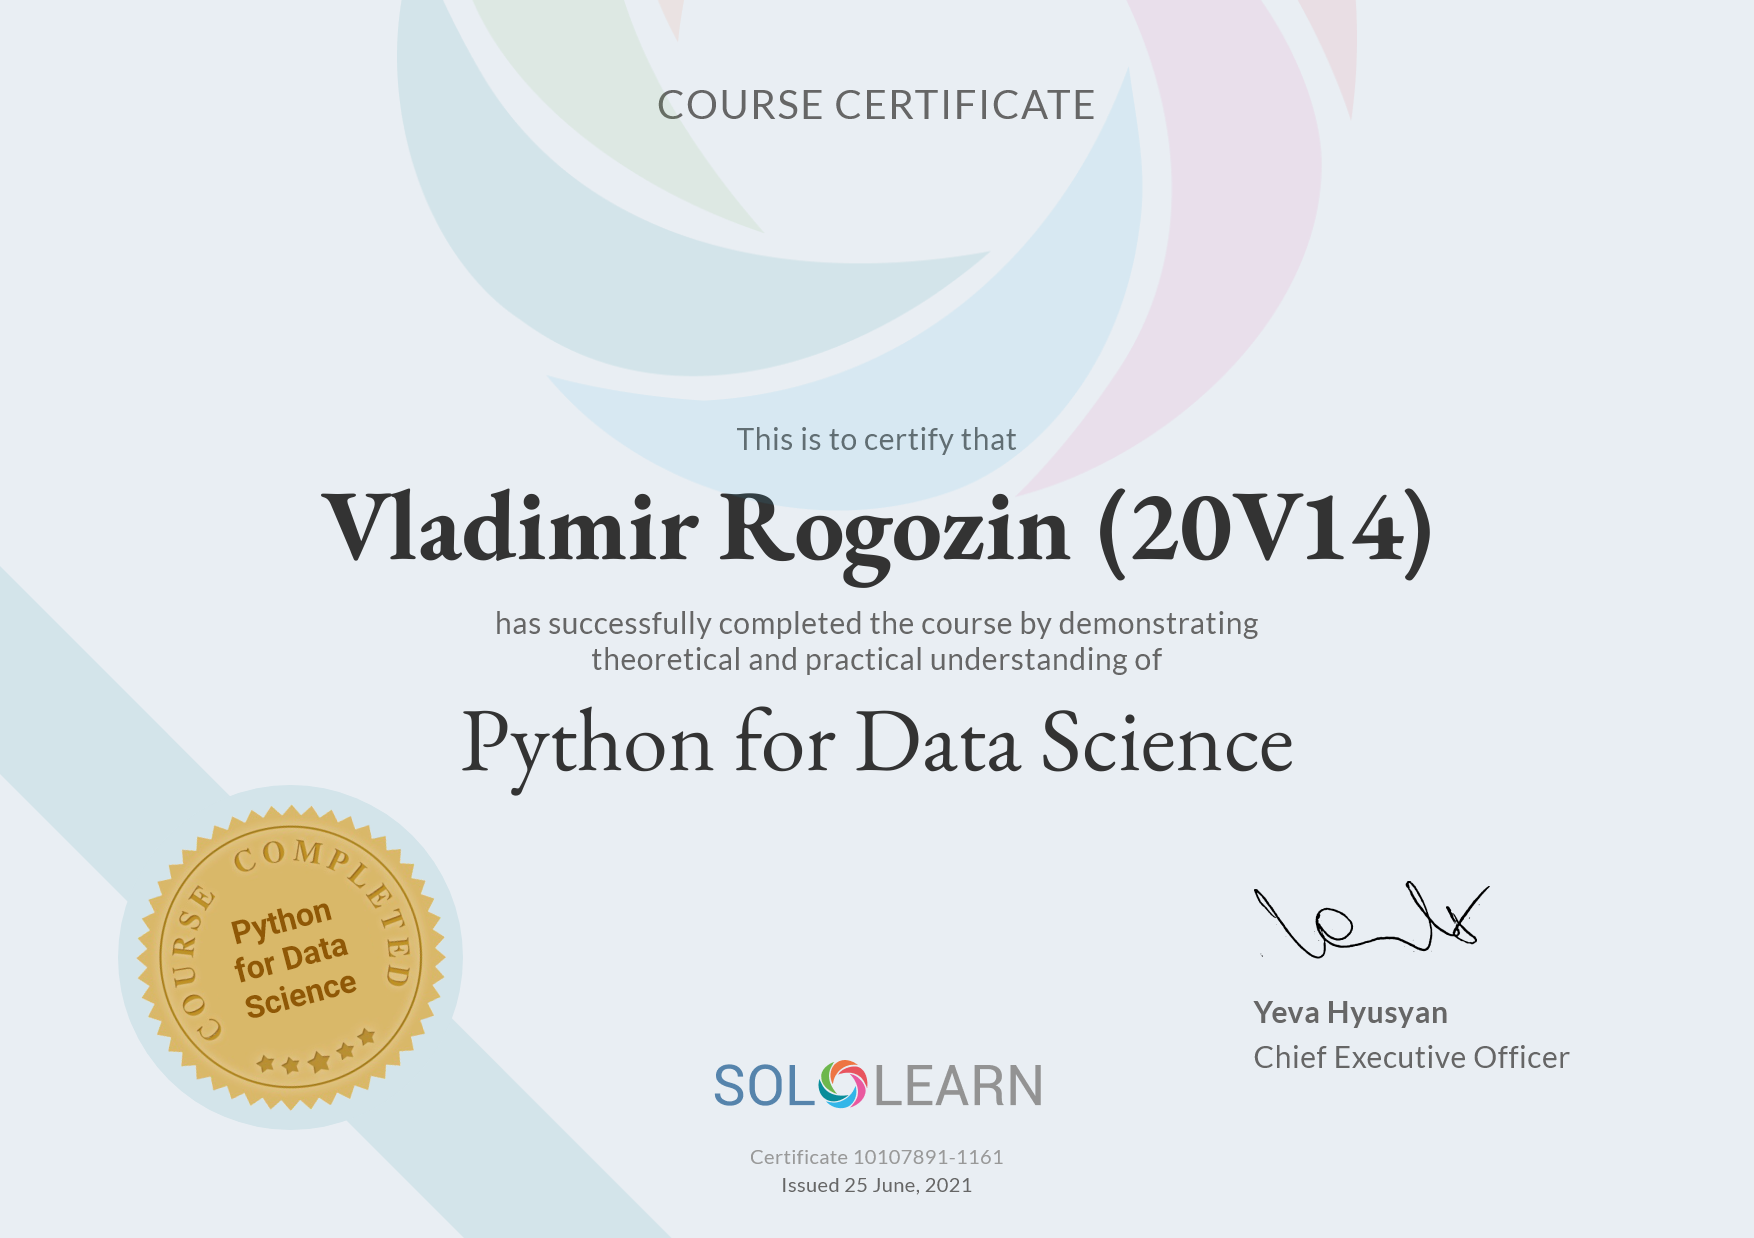 COURSE CERTIFICATE
This is to certify that
Vladimir Rogozin (20V14)
has successfully completed the course by demonstrating
theoretical and practical understanding of
Python for Data Science
COURSE COMPLETED
Python
for Data
Science
Yeva Hyusyan
Chief Executive Officer
SOLOLEARN
Certificate 10107891-1161
Issued 25 June, 2021